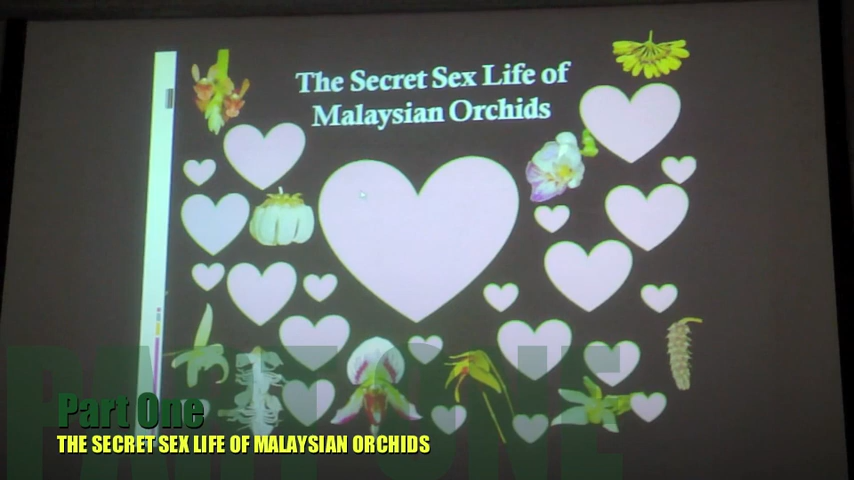 The Secret Sex Life of
Malaysian Orchids
PART ONE
Part One
THE SECRET SEX LIFE OF MALAYSIAN ORCHIDS